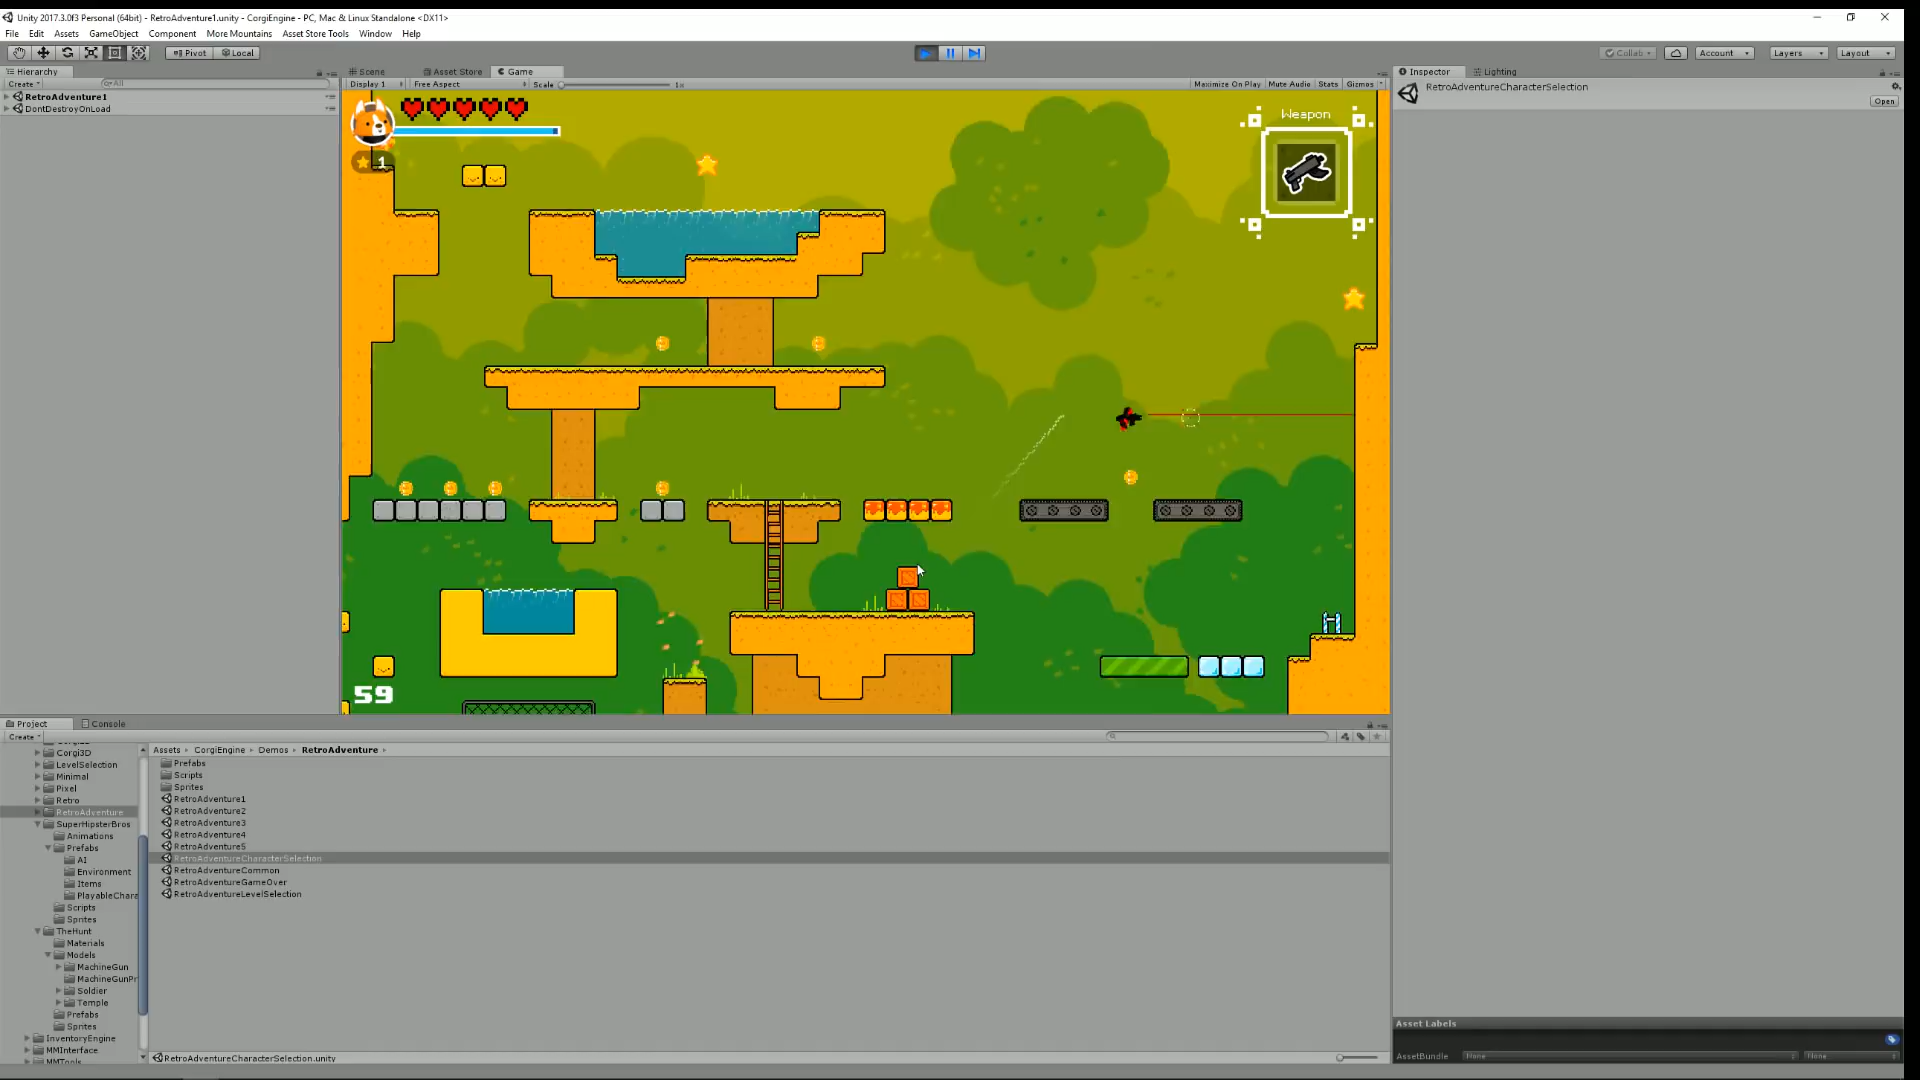 Unity 2017.3.0f3 Personal (64bit) - RetroAdventure1.unity - CorgiEngine - PC, Mac & Linux Standalone <DX11>
File Edit Assets GameObject Component More Mountains Asset Store Tools Window Help
Pivot Local Collab Account Layers Layout
Hierarchy Scene Asset Store Game Inspector Lighting
Create All Display 1 Free Aspect Scale 1x Maximize On Play Mute Audio Stats Gizmos RetroAdventureCharacterSelection
Open
RetroAdventure1
DontDestroyOnLoad
Weapon
1
59
Project Console
Create
Assets CorgiEngine Demos RetroAdventure
Corgi3D
LevelSelection
Minimal
Pixel
Retro
RetroAdventure
SuperHipsterBros
Animations
Prefabs
AI
Environment
Items
PlayableChara
Scripts
Sprites
TheHunt
Materials
Models
MachineGun
MachineGunPr
Soldier
Temple
Prefabs
Sprites
InventoryEngine
MMInterface
MMTools
Prefabs
Scripts
Sprites
RetroAdventure1
RetroAdventure2
RetroAdventure3
RetroAdventure4
RetroAdventure5
RetroAdventureCharacterSelection
RetroAdventureCommon
RetroAdventureGameOver
RetroAdventureLevelSelection
RetroAdventureCharacterSelection.unity
Asset Labels
AssetBundle None None